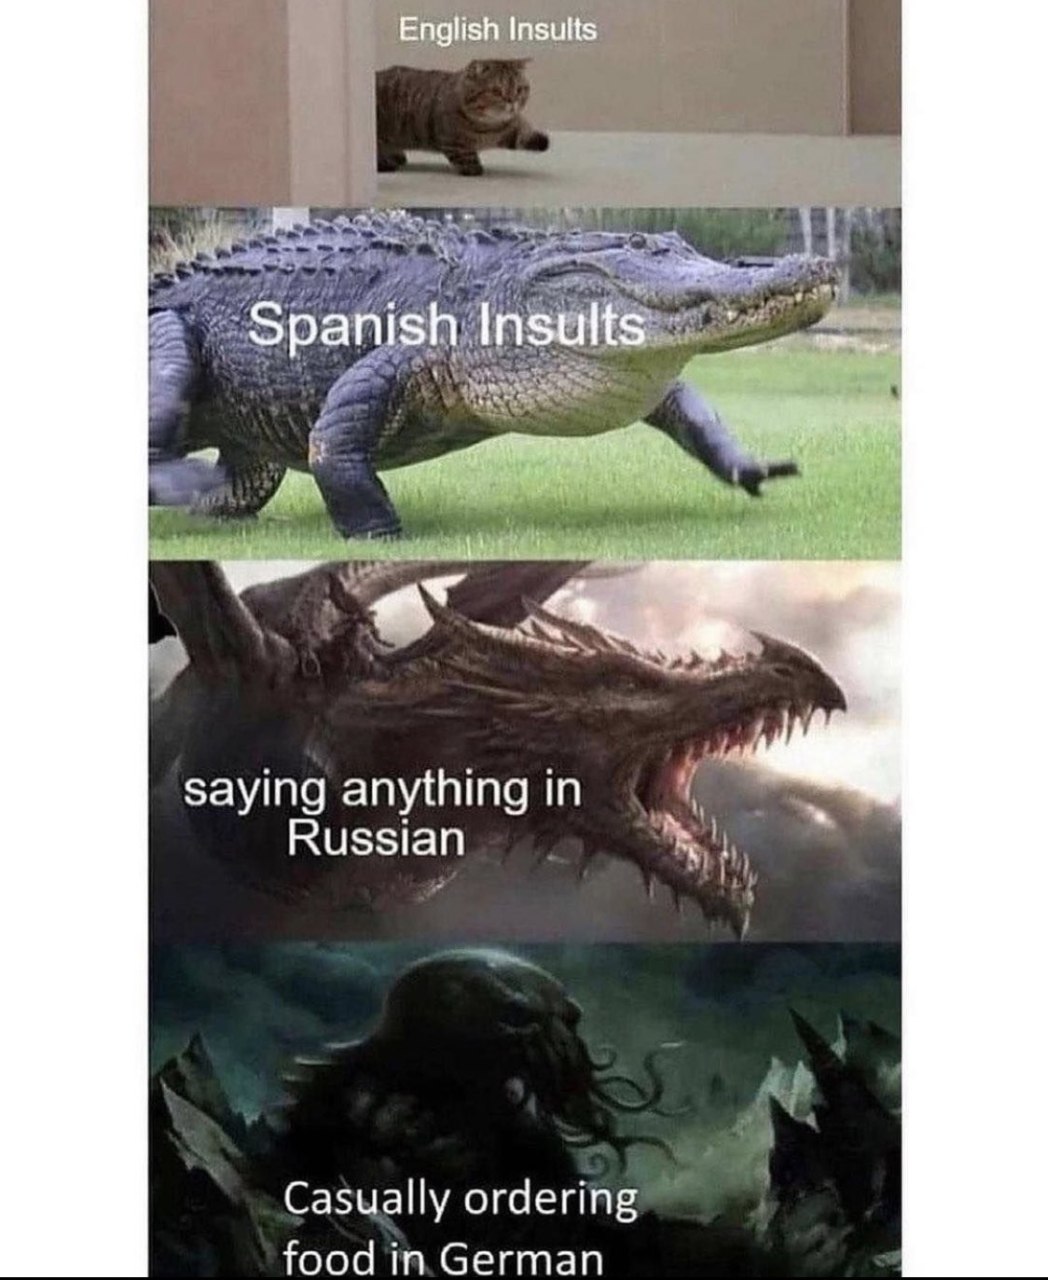 English Insults
Spanish Insults
saying anything in
Russian
Casually ordering
food in German